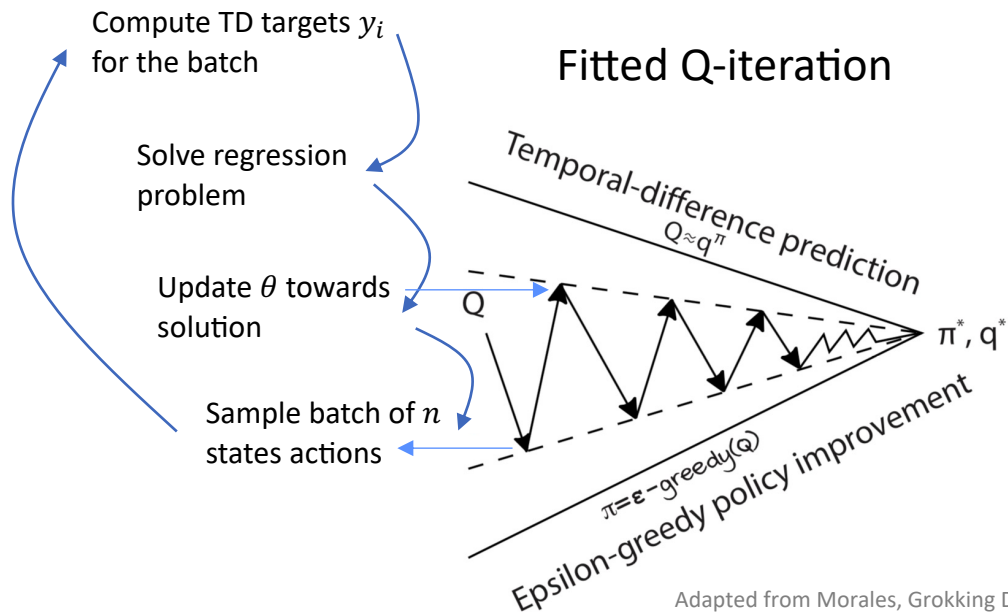 Compute TD targets y_i
for the batch
Fitted Q-iteration
Solve regression
problem
Temporal-difference prediction
Q≈q^π
Update θ towards
solution
Q
π*, q*
Sample batch of n
states actions
π=ε-greedy(Q)
Epsilon-greedy policy improvement
Adapted from Morales, Grokking D